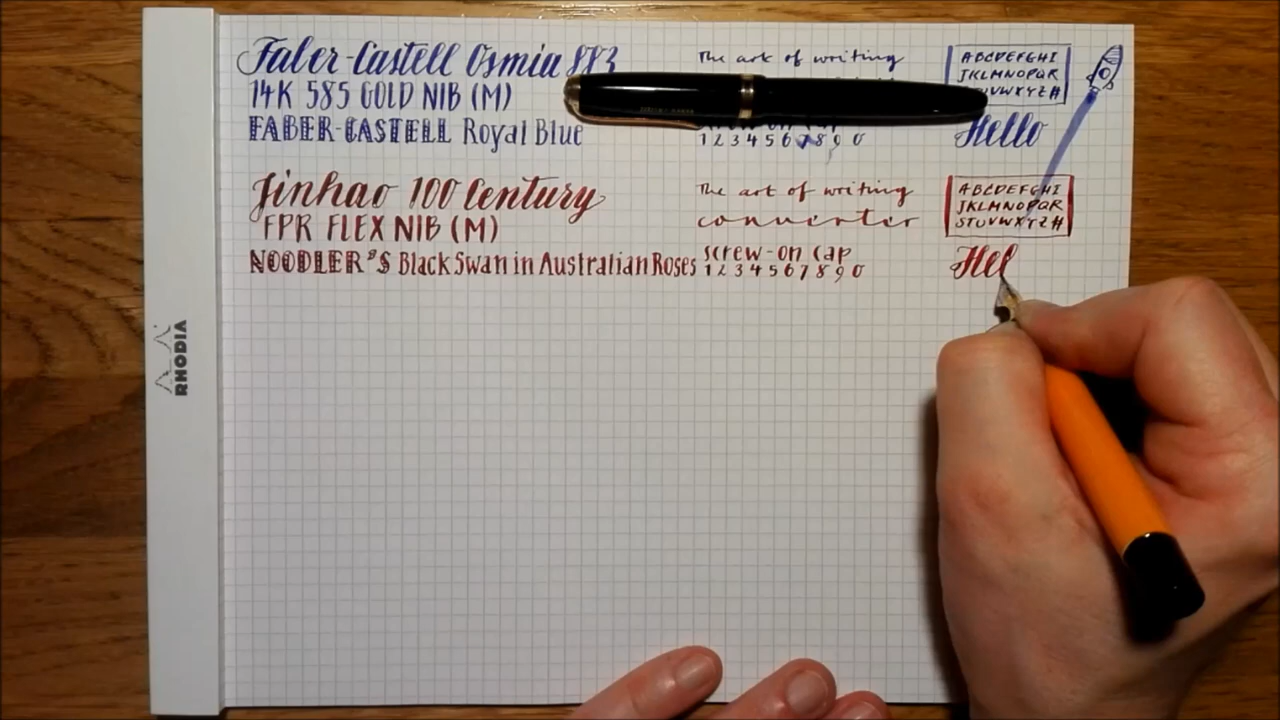 Faber-Castell Osmia 883
14K 585 GOLD NIB (M)
FABER-CASTELL Royal Blue
The art of writing
screw-on cap
1 2 3 4 5 6 7 8 9 0
ABCDEFGHI
JKLMNOPQR
STUVWXYZ#
Hello
Jinhao 100 Century
FPR FLEX NIB (M)
NOODLER'S Black Swan in Australian Roses
The art of writing
converter
screw-on cap
1 2 3 4 5 6 7 8 9 0
ABCDEFGHI
JKLMNOPQR
STUVWXYZ#
Hel
RHODIA